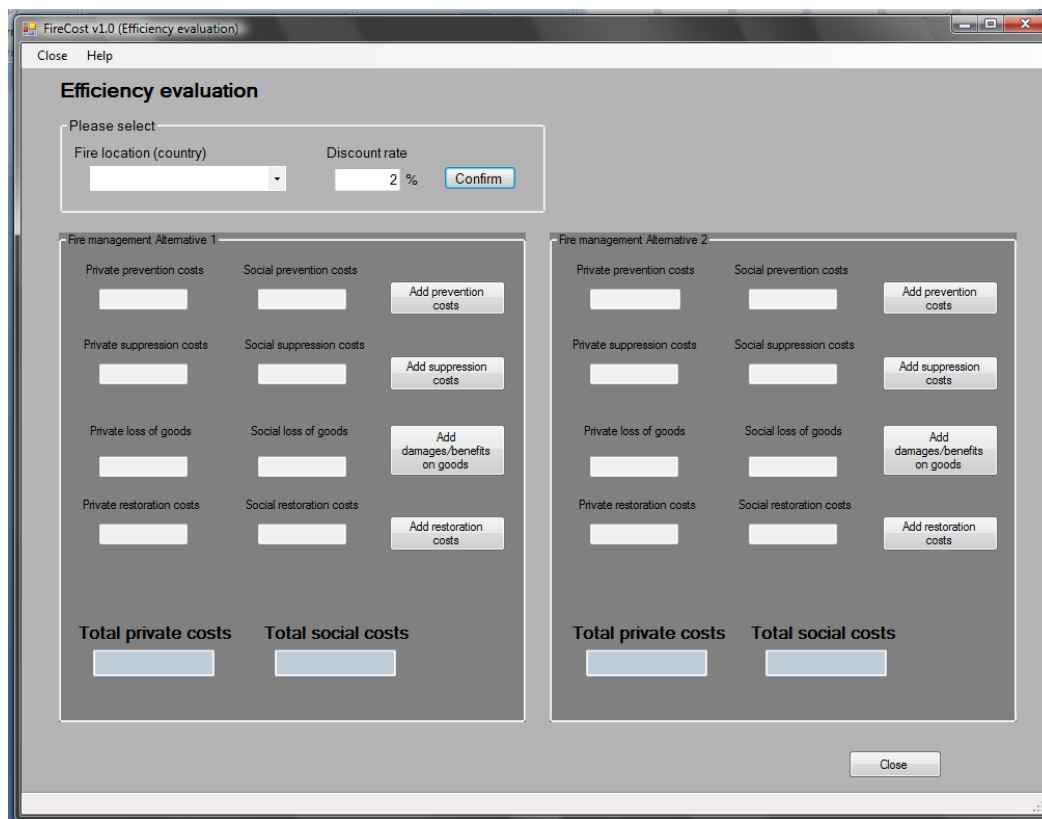 FireCost v1.0 (Efficiency evaluation)
Close Help
Efficiency evaluation
Please select
Fire location (country) Discount rate
2 % Confirm
Fire management Alternative 1
Private prevention costs Social prevention costs
Add prevention
costs
Private suppression costs Social suppression costs
Add suppression
costs
Private loss of goods Social loss of goods
Add
damages/benefits
on goods
Private restoration costs Social restoration costs
Add restoration
costs
Total private costs Total social costs
Fire management Alternative 2
Private prevention costs Social prevention costs
Add prevention
costs
Private suppression costs Social suppression costs
Add suppression
costs
Private loss of goods Social loss of goods
Add
damages/benefits
on goods
Private restoration costs Social restoration costs
Add restoration
costs
Total private costs Total social costs
Close